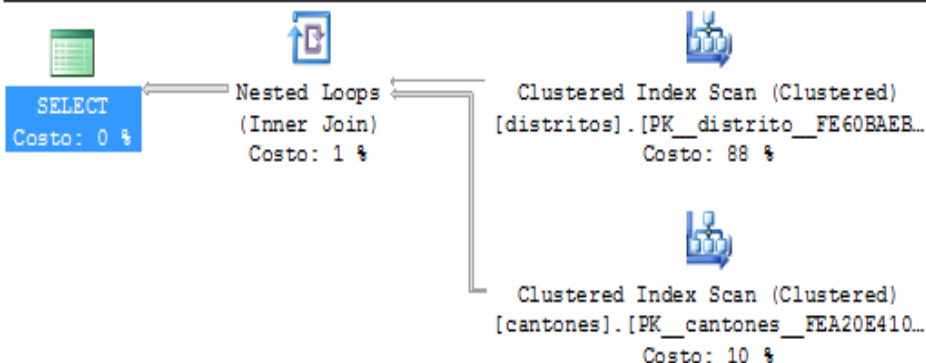 SELECT
Costo: 0 %
Nested Loops
(Inner Join)
Costo: 1 %
Clustered Index Scan (Clustered)
[distritos].[PK__distrito__FE60BAEB…
Costo: 88 %
Clustered Index Scan (Clustered)
[cantones].[PK__cantones__FEA20E410…
Costo: 10 %